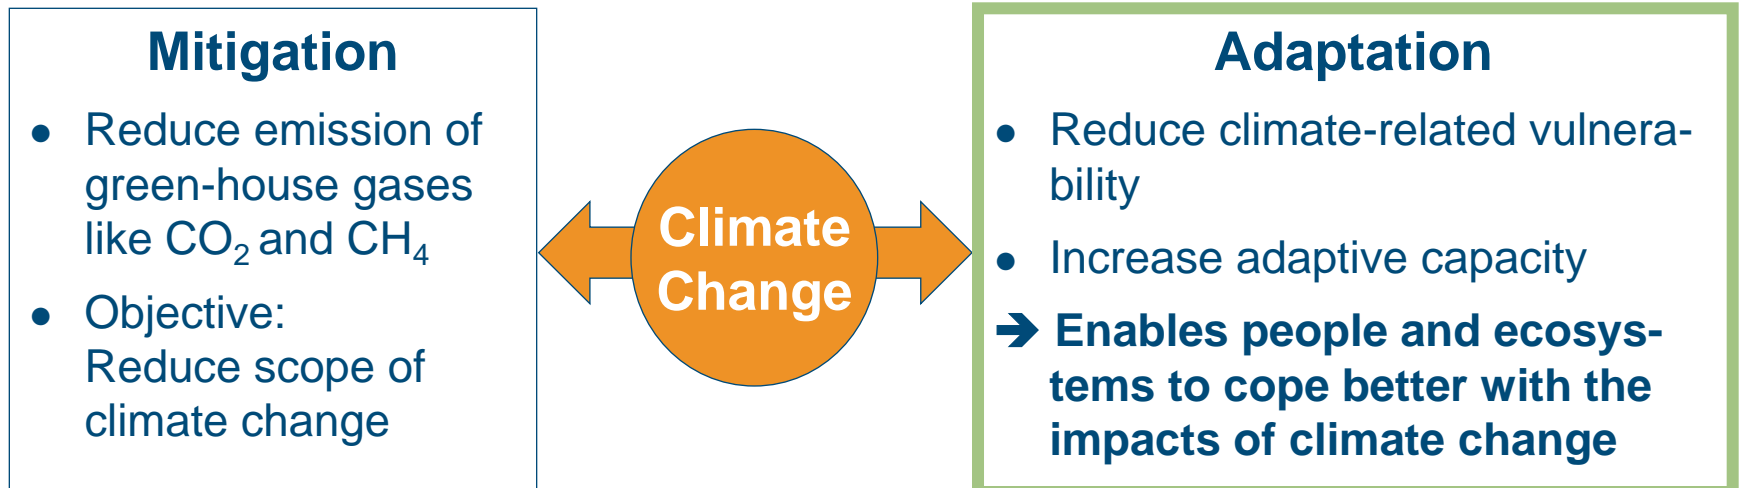 Mitigation
● Reduce emission of
green-house gases
like CO₂ and CH₄
● Objective:
Reduce scope of
climate change
Climate
Change
Adaptation
● Reduce climate-related vulnera-
bility
● Increase adaptive capacity
➔ Enables people and ecosys-
tems to cope better with the
impacts of climate change